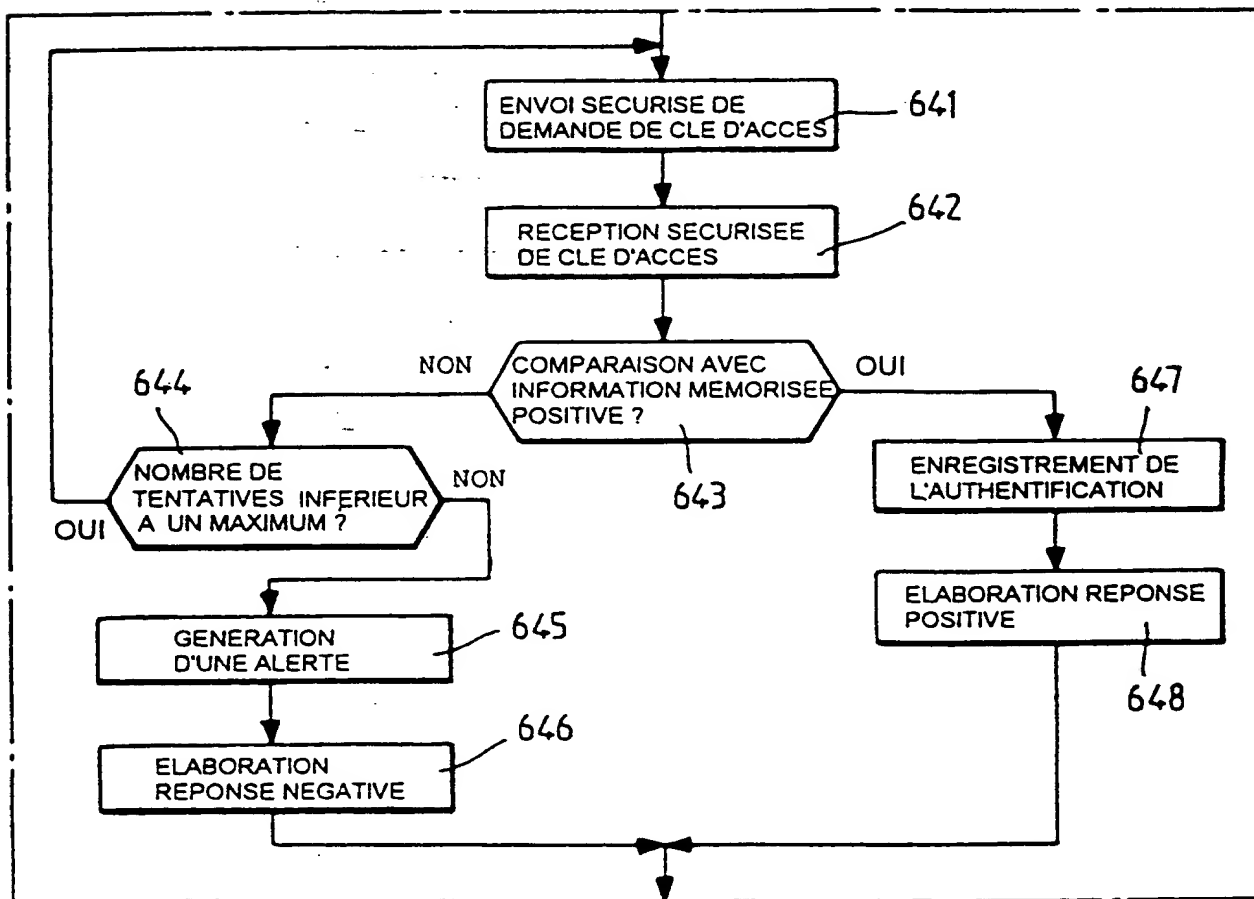 ENVOI SECURISE DE
DEMANDE DE CLE D'ACCES
641
RECEPTION SECURISEE
DE CLE D'ACCES
642
NON
COMPARAISON AVEC
INFORMATION MEMORISEE
POSITIVE ?
OUI
643
644
NOMBRE DE
TENTATIVES INFERIEUR
A UN MAXIMUM ?
OUI
NON
647
ENREGISTREMENT DE
L'AUTHENTIFICATION
ELABORATION REPONSE
POSITIVE
648
GENERATION
D'UNE ALERTE
645
ELABORATION
REPONSE NEGATIVE
646